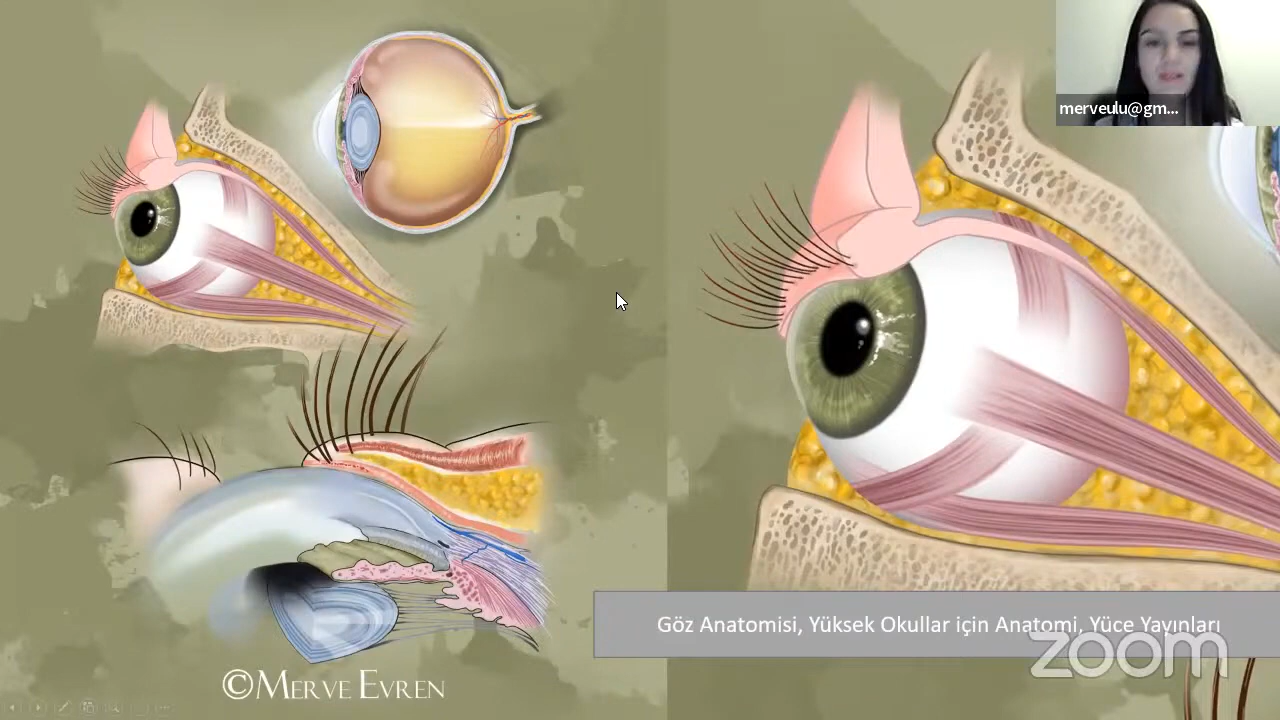 merveulu@gm...
Göz Anatomisi, Yüksek Okullar için Anatomi, Yüce Yayınları
zoom
©MERVE EVREN